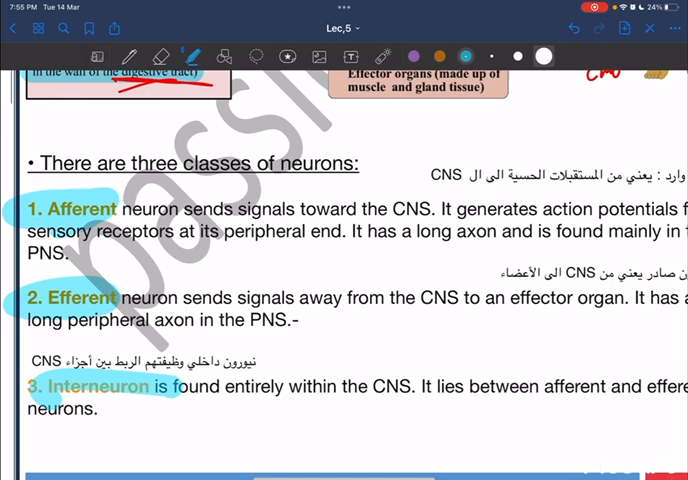 7:55 PM Tue 14 Mar
24%
Lec,5
in the wall of the digestive tract)
Effector organs (made up of
muscle and gland tissue)
• There are three classes of neurons:
وارد : يعني من المستقبلات الحسية الى ال CNS
1. Afferent neuron sends signals toward the CNS. It generates action potentials f
sensory receptors at its peripheral end. It has a long axon and is found mainly in
PNS.
صادر يعني من CNS الى الأعضاء
2. Efferent neuron sends signals away from the CNS to an effector organ. It has a
long peripheral axon in the PNS.-
نيورون داخلي وظيفتهم الربط بين أجزاء CNS
3. Interneuron is found entirely within the CNS. It lies between afferent and effere
neurons.
passi